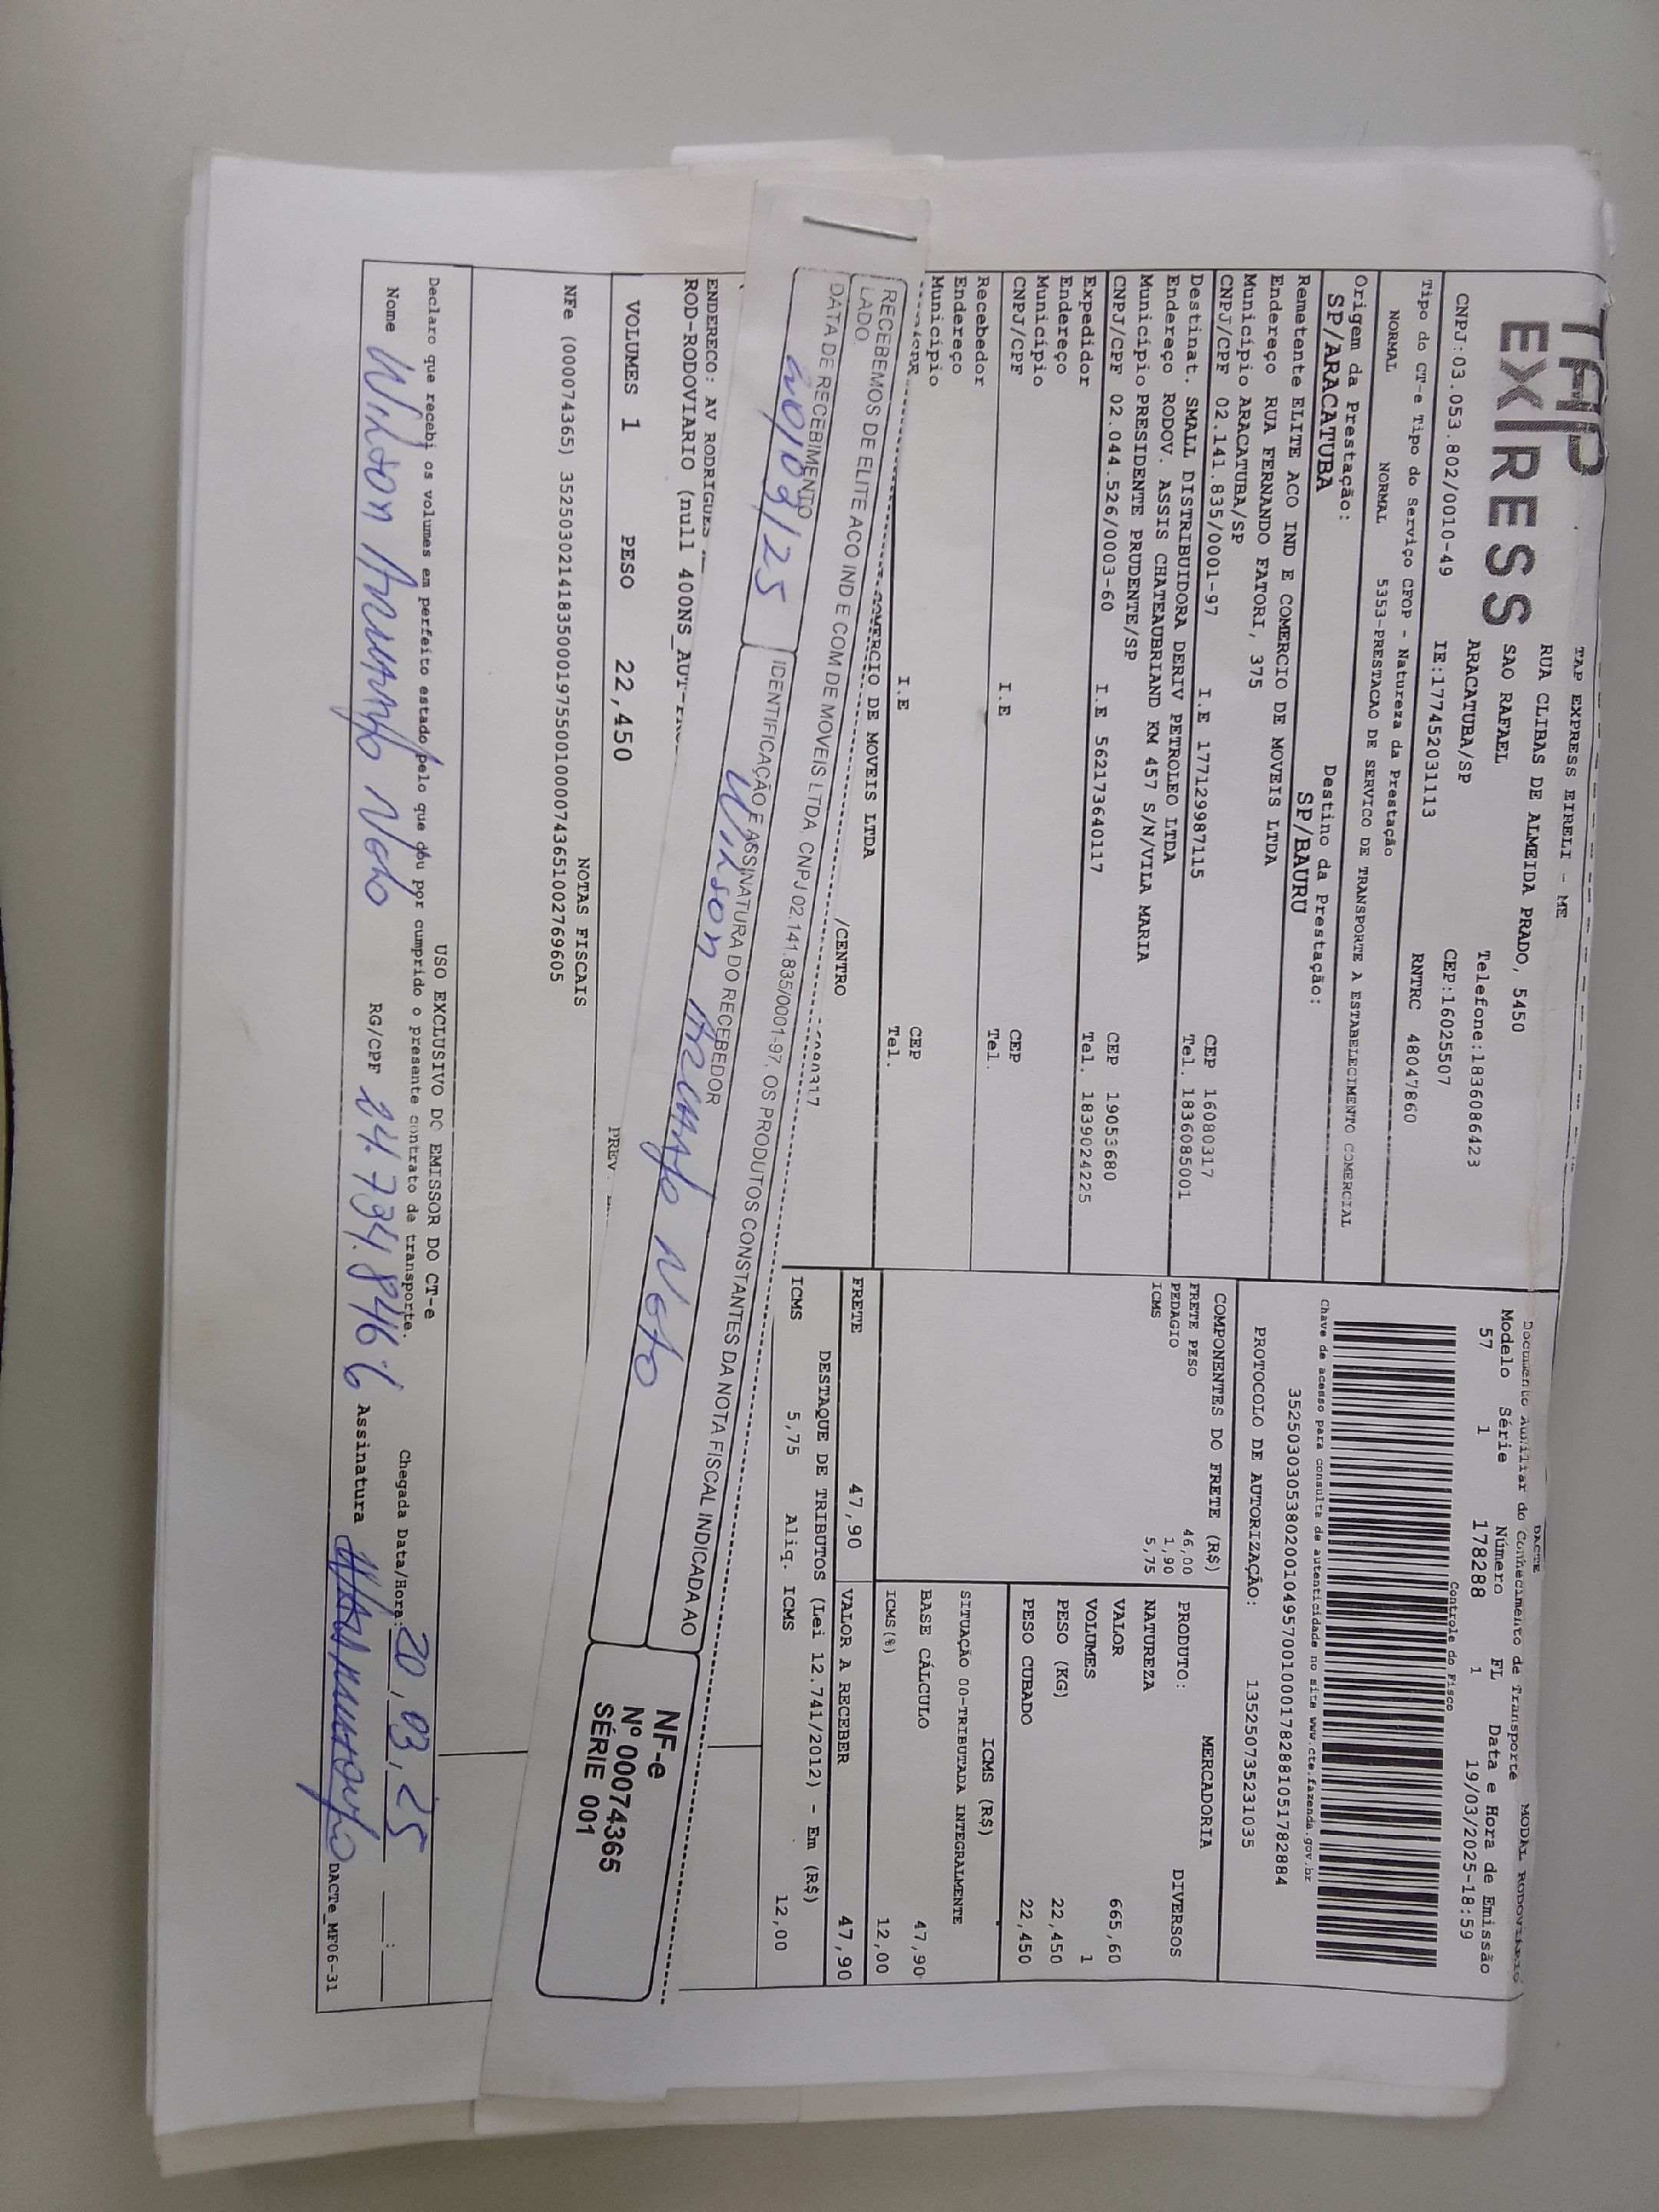 TAP
EXPRESS
TAP EXPRESS EIRELI - ME
RUA CLIBAS DE ALMEIDA PRADO, 5450
SAO RAFAEL
Telefone:1836086423
ARACATUBA/SP
CEP:16025507
CNPJ:03.053.802/0010-49
IE:177452031113
RNTRC 48047860
Tipo do CT-e Tipo do Serviço CFOP - Natureza da Prestação
NORMAL NORMAL 5353-PRESTACAO DE SERVICO DE TRANSPORTE A ESTABELECIMENTO COMERCIAL
Origem da Prestação:
Destino da Prestação:
SP/ARACATUBA
SP/BAURU
Remetente ELITE ACO IND E COMERCIO DE MOVEIS LTDA
Endereço RUA FERNANDO FATORI, 375
Município ARACATUBA/SP
CEP 16080317
CNPJ/CPF 02.141.835/0001-97 I.E 177129987115 Tel. 1836085001
Destinat. SMALL DISTRIBUIDORA DERIV PETROLEO LTDA
Endereço RODOV. ASSIS CHATEAUBRIAND KM 457 S/N/VILA MARIA
Município PRESIDENTE PRUDENTE/SP
CEP 19053680
CNPJ/CPF 02.044.526/0003-60 I.E 562173640117 Tel. 1839024225
Expedidor
Endereço
Município
CEP
CNPJ/CPF I.E Tel.
Recebedor
Endereço
Município
CEP
I.E Tel.
COMERCIO DE MOVEIS LTDA
/CENTRO
DACTE
MODAL RODOVIÁRIO
Documento Auxiliar do Conhecimento de Transporte
Modelo Série Número FL Data e Hora de Emissão
57 1 178288 1 19/03/2025-18:59
Controle do Fisco
Chave de acesso para consulta de autenticidade no site www.cte.fazenda.gov.br
35250303053802001049570010001782881051782884
PROTOCOLO DE AUTORIZAÇÃO: 135250735231035
COMPONENTES DO FRETE (R$)
FRETE PESO 46,00
PEDAGIO 1,90
ICMS 5,75
MERCADORIA
PRODUTO: DIVERSOS
NATUREZA
VALOR 665,60
VOLUMES 1
PESO (KG) 22,450
PESO CUBADO 22,450
ICMS (R$)
SITUAÇÃO 00-TRIBUTADA INTEGRALMENTE
BASE CÁLCULO 47,90
ICMS(%) 12,00
FRETE 47,90 VALOR A RECEBER 47,90
DESTAQUE DE TRIBUTOS (Lei 12.741/2012) - Em (R$)
ICMS 5,75 Aliq. ICMS 12,00
RECEBEMOS DE ELITE ACO IND E COM DE MOVEIS LTDA, CNPJ 02.141.835/0001-97, OS PRODUTOS CONSTANTES DA NOTA FISCAL INDICADA AO
LADO.
DATA DE RECEBIMENTO
20/03/25
IDENTIFICAÇÃO E ASSINATURA DO RECEBEDOR
Wilson Arcanjo Neto
NF-e
Nº 00074365
SÉRIE 001
ENDERECO: AV RODRIGUES
ROD-RODOVIARIO (null 400NS_AUT
VOLUMES 1 PESO 22,450
PREV.
NOTAS FISCAIS
NFe (000074365) 35250302141835000197550010000743651002769605
USO EXCLUSIVO DO EMISSOR DO CT-e
Declaro que recebi os volumes em perfeito estado pelo que dou por cumprido o presente contrato de transporte.
Chegada Data/Hora: 20,03,25 :
Nome Wilson Arcanjo Neto RG/CPF 24.734.846 6 Assinatura
DACTe_MF06-31